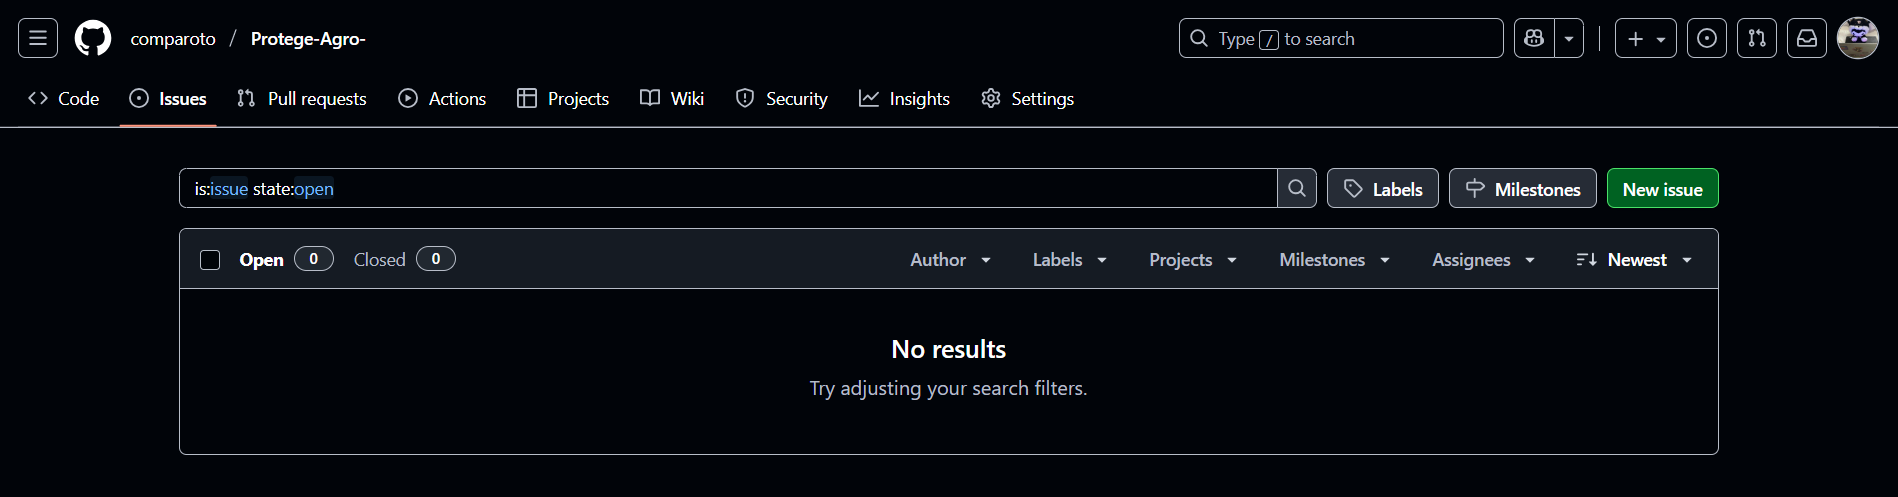 comparoto / Protege-Agro-
Type / to search
Code Issues Pull requests Actions Projects Wiki Security Insights Settings
is:issue state:open
Labels Milestones New issue
Open 0 Closed 0 Author Labels Projects Milestones Assignees Newest
No results
Try adjusting your search filters.